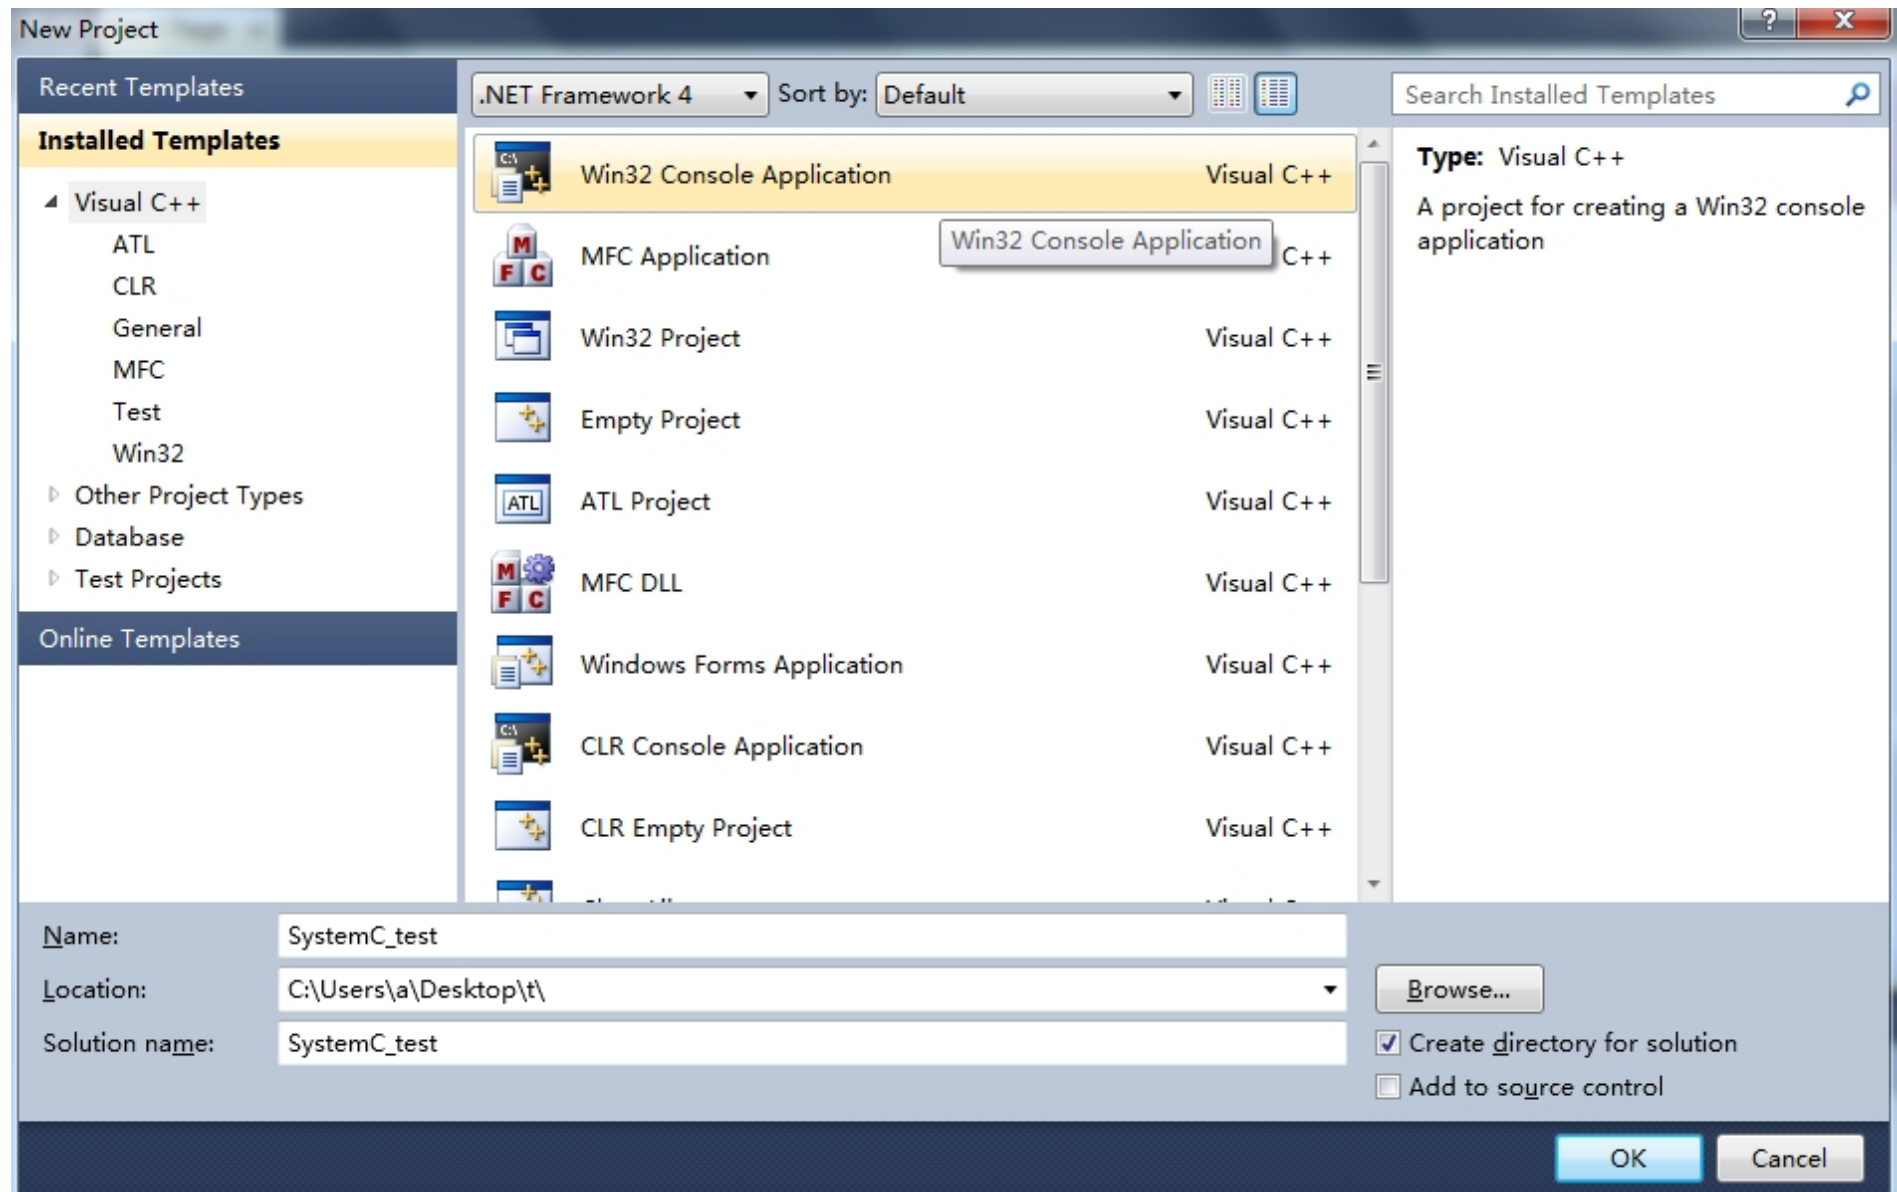 New Project
Recent Templates
Installed Templates
Visual C++
ATL
CLR
General
MFC
Test
Win32
Other Project Types
Database
Test Projects
Online Templates
.NET Framework 4 Sort by: Default
Search Installed Templates
Win32 Console Application Visual C++
Win32 Console Application
MFC Application C++
Win32 Project Visual C++
Empty Project Visual C++
ATL Project Visual C++
MFC DLL Visual C++
Windows Forms Application Visual C++
CLR Console Application Visual C++
CLR Empty Project Visual C++
Type: Visual C++
A project for creating a Win32 console
application
Name: SystemC_test
Location: C:\Users\a\Desktop\t\ Browse...
Solution name: SystemC_test
Create directory for solution
Add to source control
OK Cancel